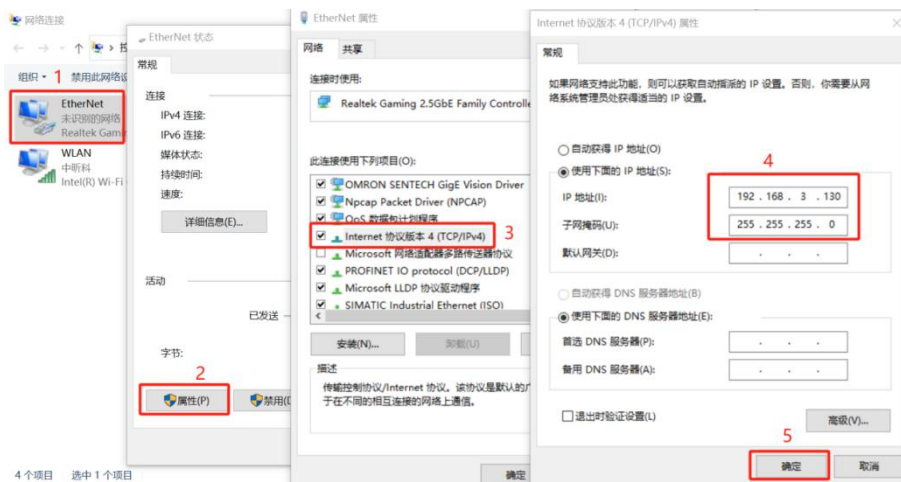 网络连接
组织
1
禁用此网络设
EtherNet
未识别的网络
Realtek Gami
WLAN
中昕科
Intel(R) Wi-Fi
4 个项目
选中 1 个项目
EtherNet 状态
常规
连接
IPv4 连接:
IPv6 连接:
媒体状态:
持续时间:
速度:
详细信息(E)...
活动
已发送
字节:
2
属性(P)
禁用(D
EtherNet 属性
网络
共享
连接时使用:
Realtek Gaming 2.5GbE Family Controlle
此连接使用下列项目(O):
OMRON SENTECH GigE Vision Driver
Npcap Packet Driver (NPCAP)
QoS 数据包计划程序
Internet 协议版本 4 (TCP/IPv4)
3
Microsoft 网络适配器多路传送器协议
PROFINET IO protocol (DCP/LLDP)
Microsoft LLDP 协议驱动程序
SIMATIC Industrial Ethernet (ISO)
安装(N)...
卸载(U)
描述
传输控制协议/Internet 协议。该协议是默认的广
于在不同的相互连接的网络上通信。
确定
Internet 协议版本 4 (TCP/IPv4) 属性
常规
如果网络支持此功能，则可以获取自动指派的 IP 设置。否则，你需要从网
络系统管理员处获得适当的 IP 设置。
自动获得 IP 地址(O)
4
使用下面的 IP 地址(S):
IP 地址(I):
192 . 168 . 3 . 130
子网掩码(U):
255 . 255 . 255 . 0
默认网关(D):
自动获得 DNS 服务器地址(B)
使用下面的 DNS 服务器地址(E):
首选 DNS 服务器(P):
备用 DNS 服务器(A):
退出时验证设置(L)
高级(V)...
5
确定
取消